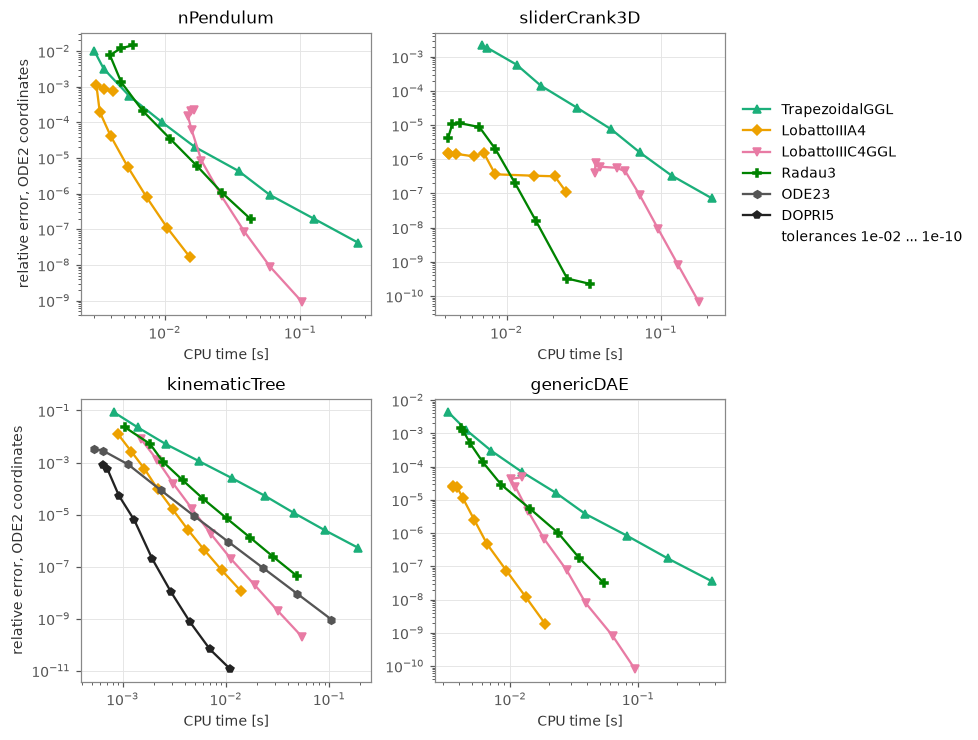 nPendulum
sliderCrank3D
relative error, ODE2 coordinates
10⁻²
10⁻³
10⁻⁴
10⁻⁵
10⁻⁶
10⁻⁷
10⁻⁸
10⁻⁹
10⁻² 10⁻¹
CPU time [s]
10⁻³
10⁻⁴
10⁻⁵
10⁻⁶
10⁻⁷
10⁻⁸
10⁻⁹
10⁻¹⁰
10⁻² 10⁻¹
CPU time [s]
TrapezoidalGGL
LobattoIIIA4
LobattoIIIC4GGL
Radau3
ODE23
DOPRI5
tolerances 1e-02 ... 1e-10
kinematicTree
genericDAE
relative error, ODE2 coordinates
10⁻¹
10⁻³
10⁻⁵
10⁻⁷
10⁻⁹
10⁻¹¹
10⁻³ 10⁻² 10⁻¹
CPU time [s]
10⁻²
10⁻³
10⁻⁴
10⁻⁵
10⁻⁶
10⁻⁷
10⁻⁸
10⁻⁹
10⁻¹⁰
10⁻² 10⁻¹
CPU time [s]